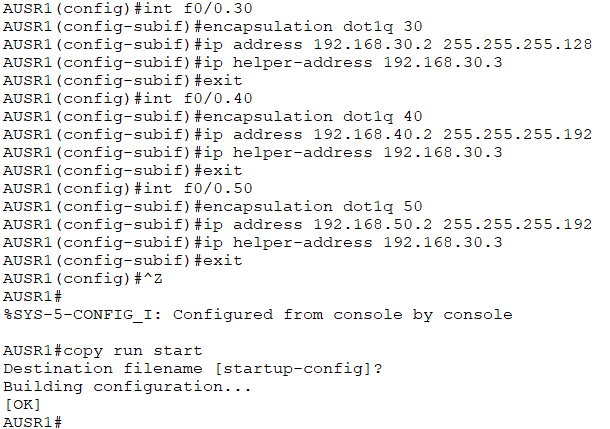 AUSR1(config)#int f0/0.30
AUSR1(config-subif)#encapsulation dot1q 30
AUSR1(config-subif)#ip address 192.168.30.2 255.255.255.128
AUSR1(config-subif)#ip helper-address 192.168.30.3
AUSR1(config-subif)#exit
AUSR1(config)#int f0/0.40
AUSR1(config-subif)#encapsulation dot1q 40
AUSR1(config-subif)#ip address 192.168.40.2 255.255.255.192
AUSR1(config-subif)#ip helper-address 192.168.30.3
AUSR1(config-subif)#exit
AUSR1(config)#int f0/0.50
AUSR1(config-subif)#encapsulation dot1q 50
AUSR1(config-subif)#ip address 192.168.50.2 255.255.255.192
AUSR1(config-subif)#ip helper-address 192.168.30.3
AUSR1(config-subif)#exit
AUSR1(config)#^Z
AUSR1#
%SYS-5-CONFIG_I: Configured from console by console
AUSR1#copy run start
Destination filename [startup-config]?
Building configuration...
[OK]
AUSR1#